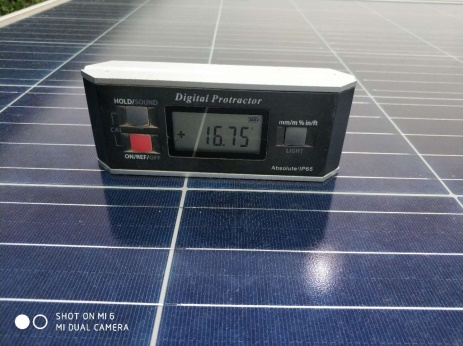 HOLD/SOUND
Digital Protractor
mm/m % in/ft
+ 16.75°
LIGHT
ON/REF/OFF
Absolute/IP65
SHOT ON MI 6
MI DUAL CAMERA